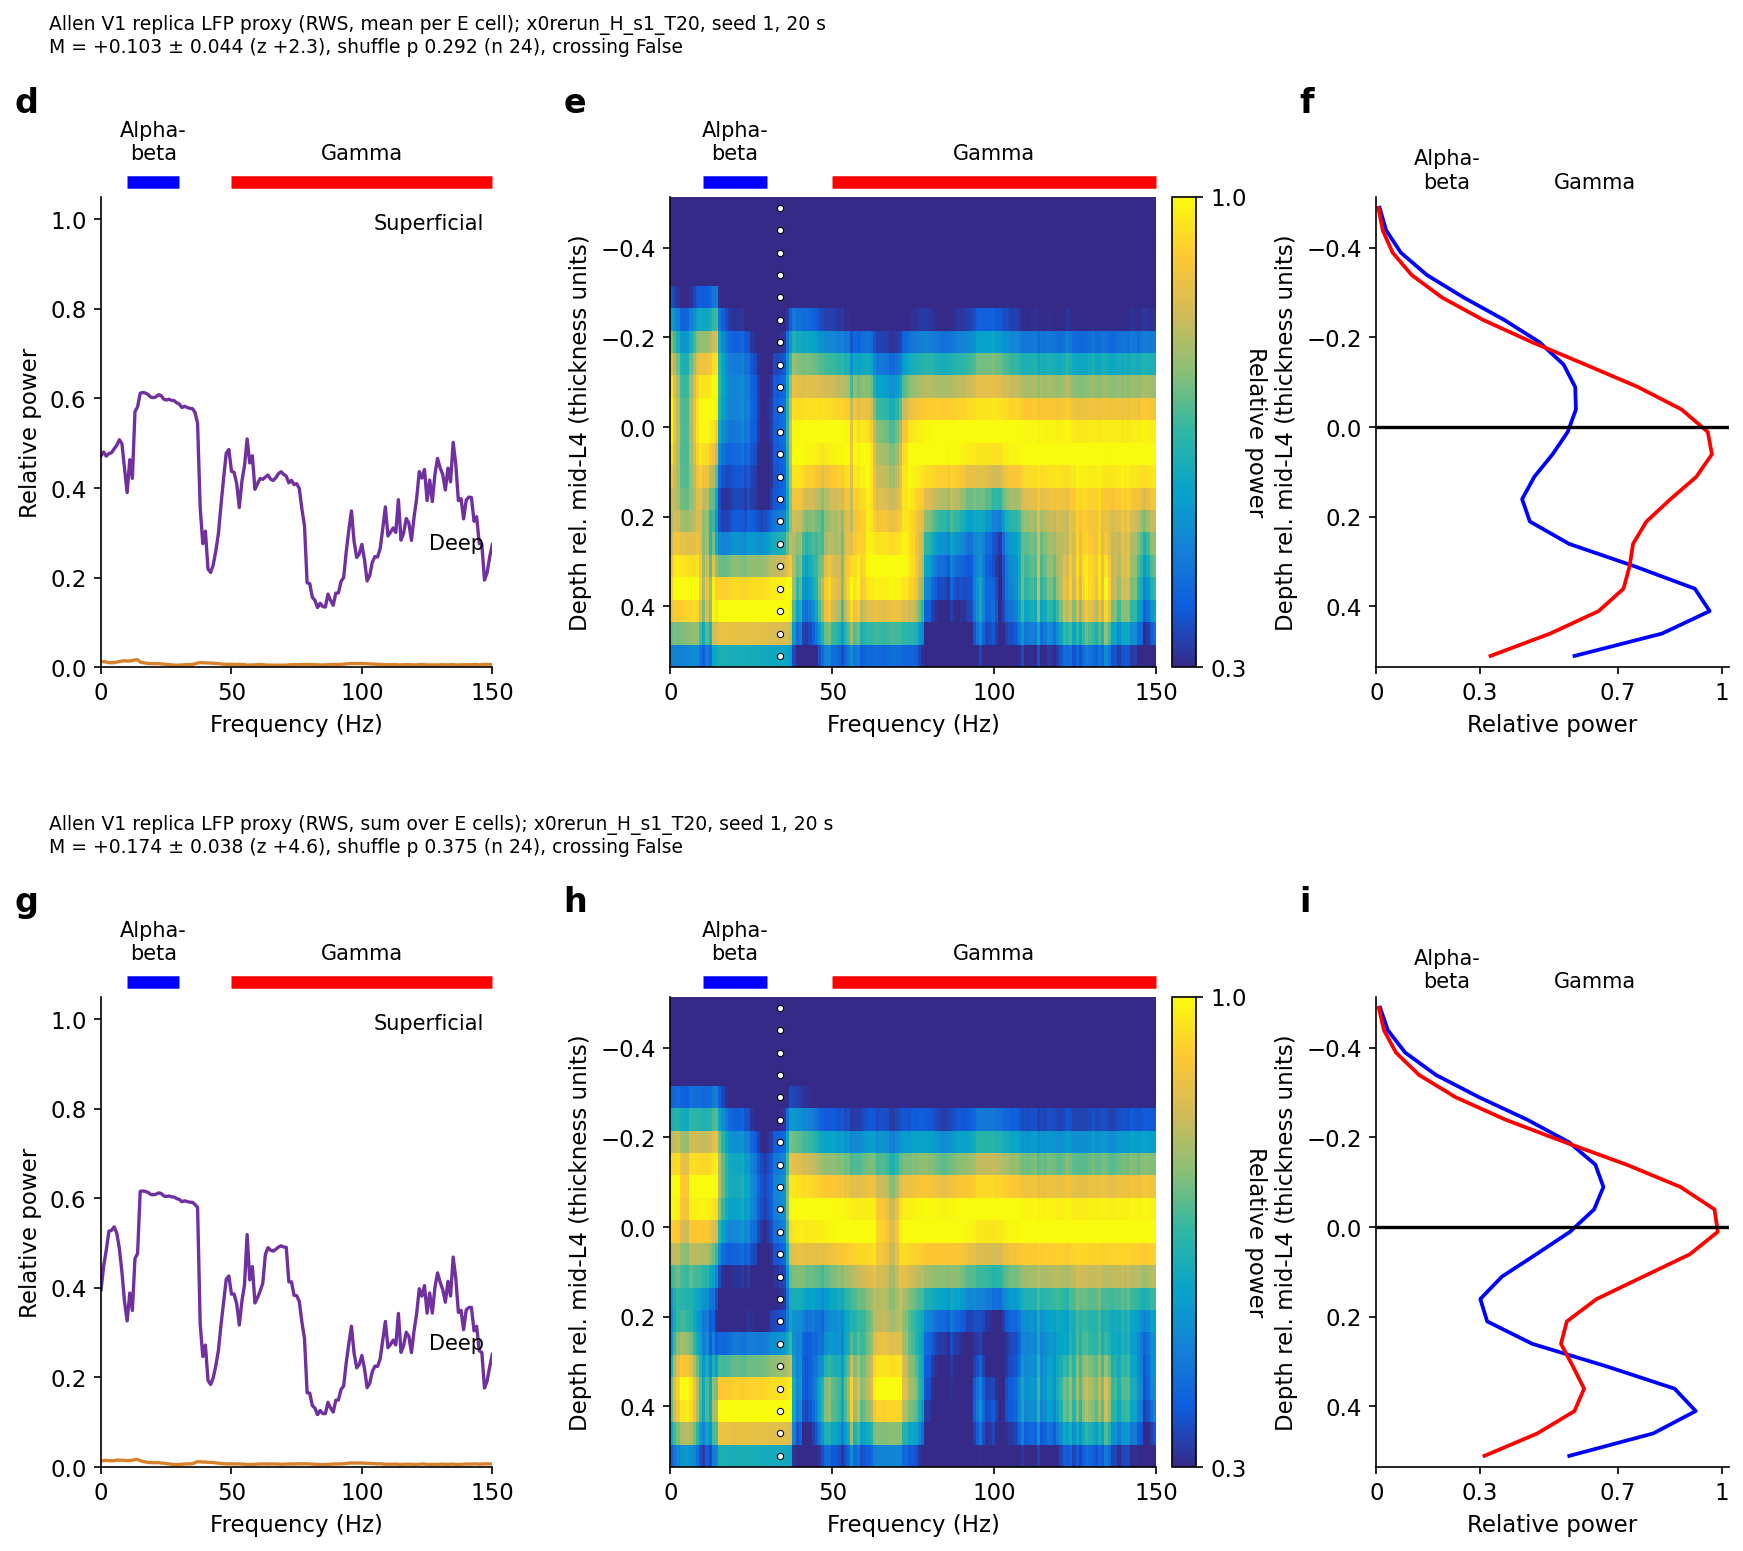 Allen V1 replica LFP proxy (RWS, mean per E cell); x0rerun_H_s1_T20, seed 1, 20 s
M = +0.103 ± 0.044 (z +2.3), shuffle p 0.292 (n 24), crossing False
d
Alpha-
beta
Gamma
Superficial
Deep
1.0
0.8
0.6
0.4
0.2
0.0
Relative power
0
50
100
150
Frequency (Hz)
e
Alpha-
beta
Gamma
−0.4
−0.2
0.0
0.2
0.4
Depth rel. mid-L4 (thickness units)
0
50
100
150
Frequency (Hz)
1.0
0.3
Relative power
f
Alpha-
beta
Gamma
−0.4
−0.2
0.0
0.2
0.4
Depth rel. mid-L4 (thickness units)
0
0.3
0.7
1
Relative power
Allen V1 replica LFP proxy (RWS, sum over E cells); x0rerun_H_s1_T20, seed 1, 20 s
M = +0.174 ± 0.038 (z +4.6), shuffle p 0.375 (n 24), crossing False
g
Alpha-
beta
Gamma
Superficial
Deep
1.0
0.8
0.6
0.4
0.2
0.0
Relative power
0
50
100
150
Frequency (Hz)
h
Alpha-
beta
Gamma
−0.4
−0.2
0.0
0.2
0.4
Depth rel. mid-L4 (thickness units)
0
50
100
150
Frequency (Hz)
1.0
0.3
Relative power
i
Alpha-
beta
Gamma
−0.4
−0.2
0.0
0.2
0.4
Depth rel. mid-L4 (thickness units)
0
0.3
0.7
1
Relative power